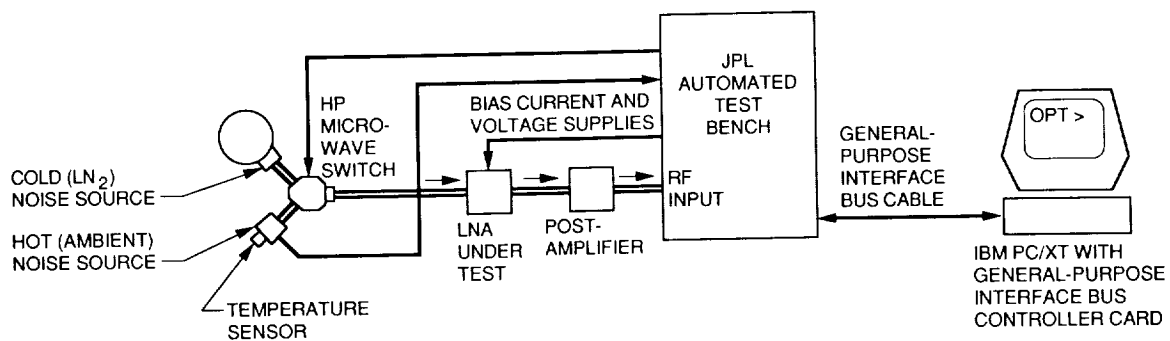 COLD (LN2)
NOISE SOURCE
HOT (AMBIENT)
NOISE SOURCE
TEMPERATURE
SENSOR
HP
MICRO-
WAVE
SWITCH
BIAS CURRENT AND
VOLTAGE SUPPLIES
LNA
UNDER
TEST
POST-
AMPLIFIER
JPL
AUTOMATED
TEST
BENCH
RF
INPUT
GENERAL-
PURPOSE
INTERFACE
BUS CABLE
OPT >
IBM PC/XT WITH
GENERAL-PURPOSE
INTERFACE BUS
CONTROLLER CARD